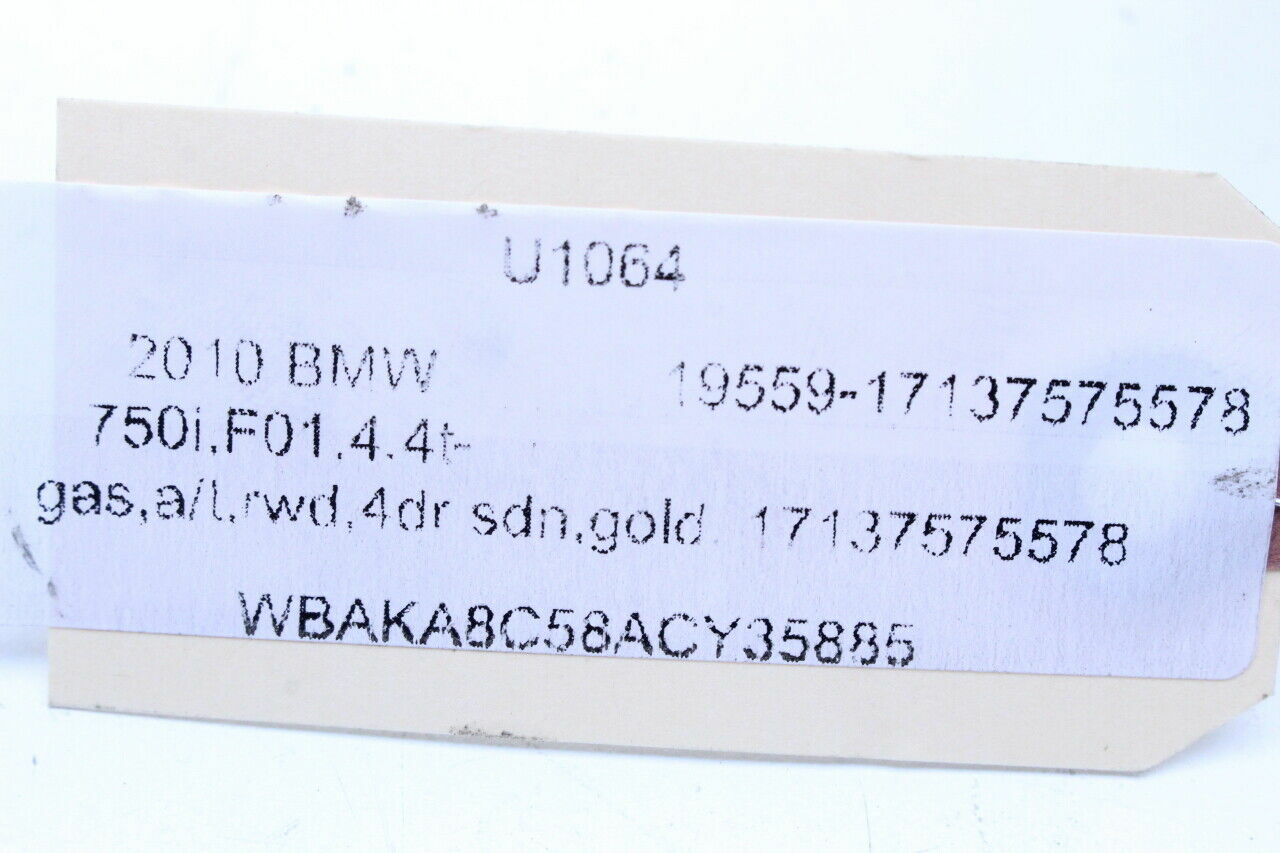 U1064
2010 BMW
750i.F01.4.4t-
gas,a/t,rwd,4dr sdn,gold.
19559-17137575578
17137575578
WBAKA8C58ACY35885